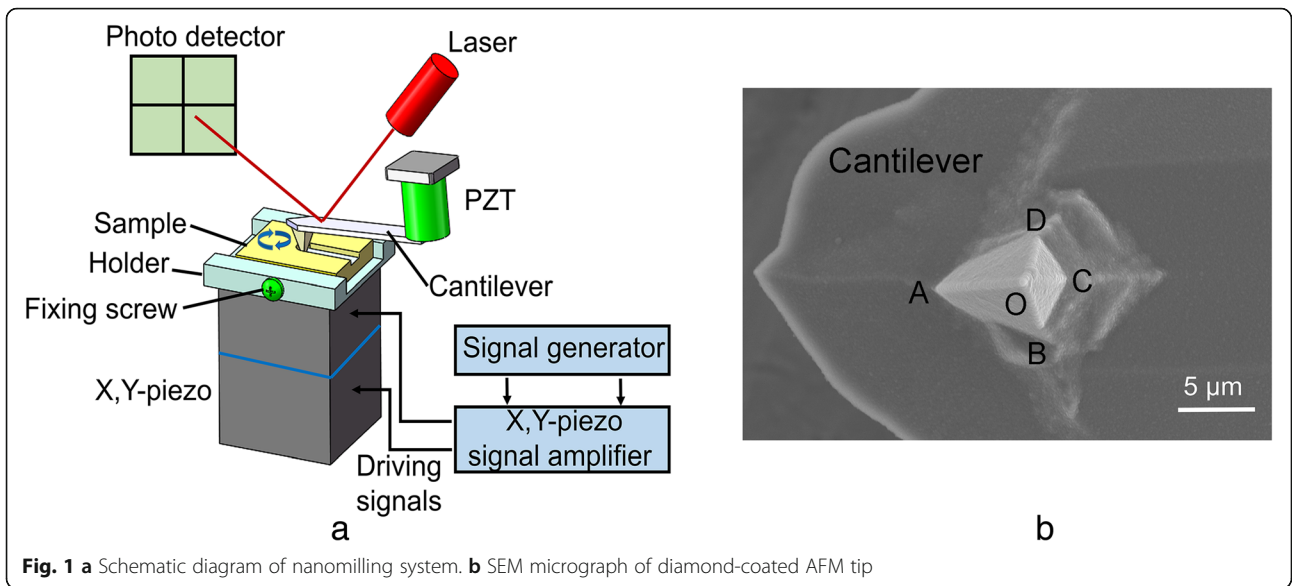 Photo detector
Laser
PZT
Sample
Holder
Fixing screw
Cantilever
X,Y-piezo
Signal generator
X,Y-piezo
signal amplifier
Driving
signals
a
Cantilever
A
D
C
O
B
5 µm
b
Fig. 1 a Schematic diagram of nanomilling system. b SEM micrograph of diamond-coated AFM tip